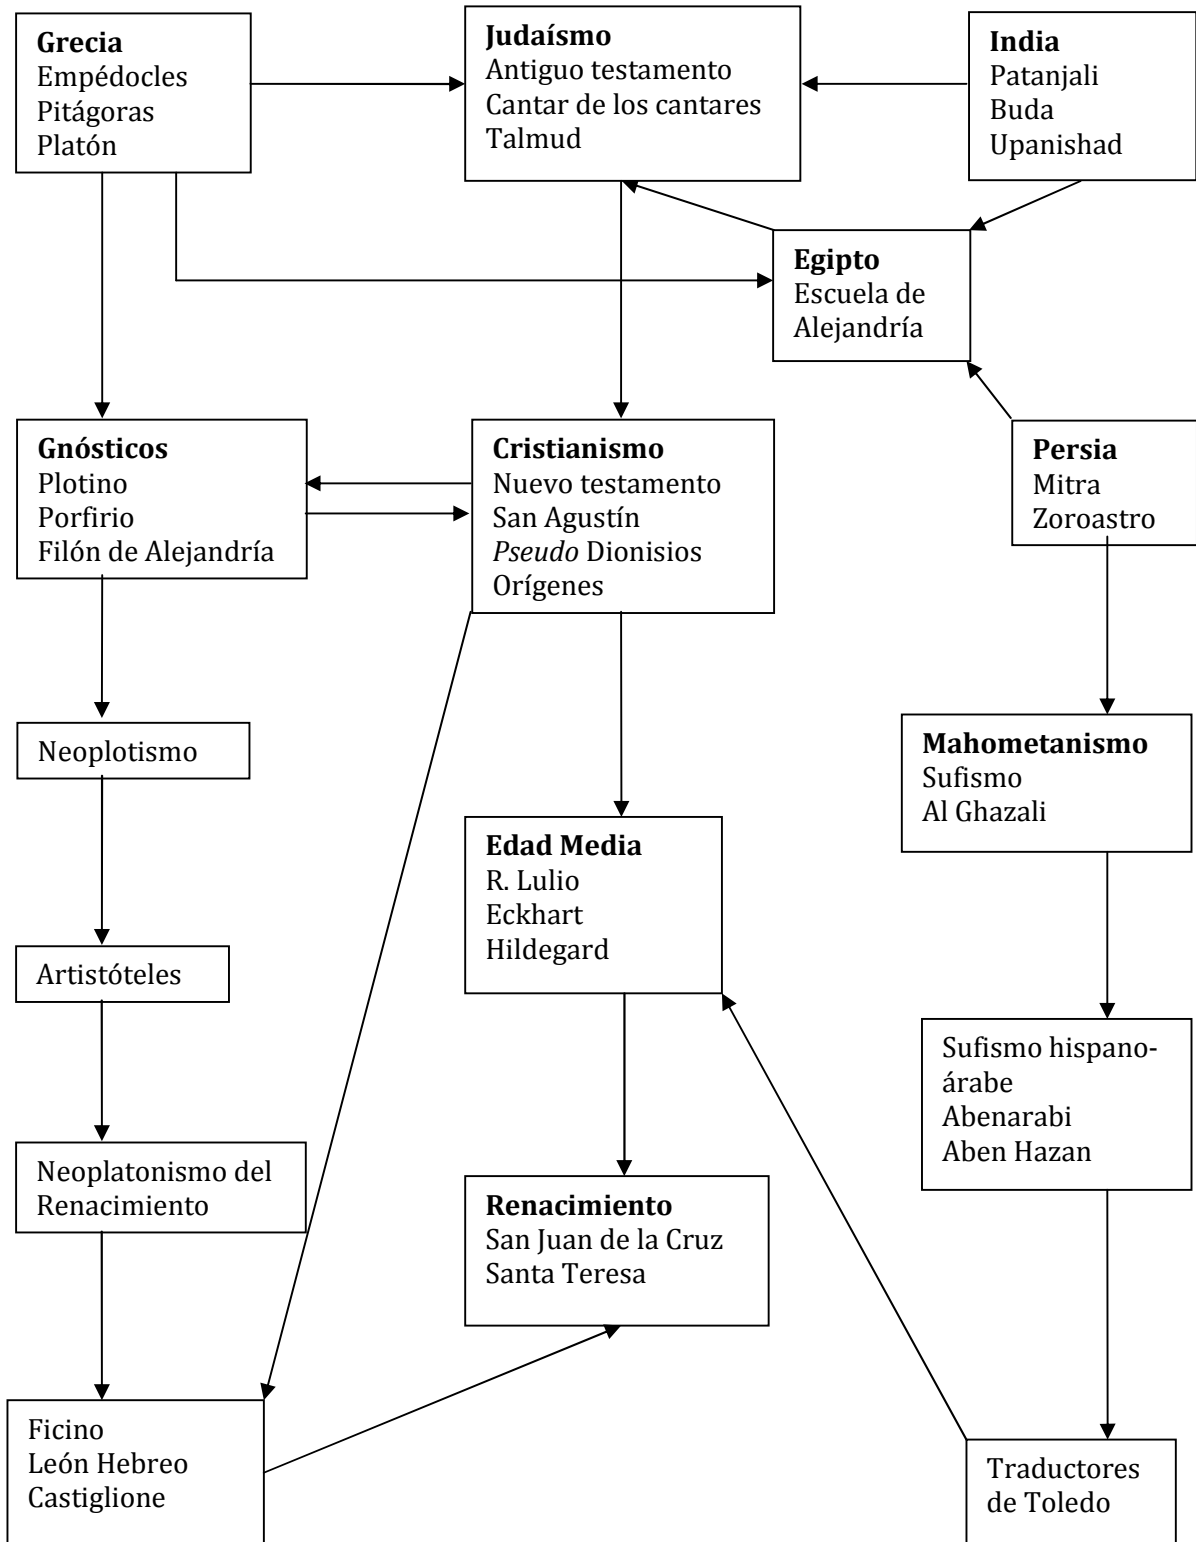 Grecia
Empédocles
Pitágoras
Platón
Judaísmo
Antiguo testamento
Cantar de los cantares
Talmud
India
Patanjali
Buda
Upanishad
Egipto
Escuela de
Alejandría
Gnósticos
Plotino
Porfirio
Filón de Alejandría
Cristianismo
Nuevo testamento
San Agustín
Pseudo Dionisios
Orígenes
Persia
Mitra
Zoroastro
Neoplotismo
Mahometanismo
Sufismo
Al Ghazali
Edad Media
R. Lulio
Eckhart
Hildegard
Artistóteles
Sufismo hispano-
árabe
Abenarabi
Aben Hazan
Neoplatonismo del
Renacimiento
Renacimiento
San Juan de la Cruz
Santa Teresa
Ficino
León Hebreo
Castiglione
Traductores
de Toledo